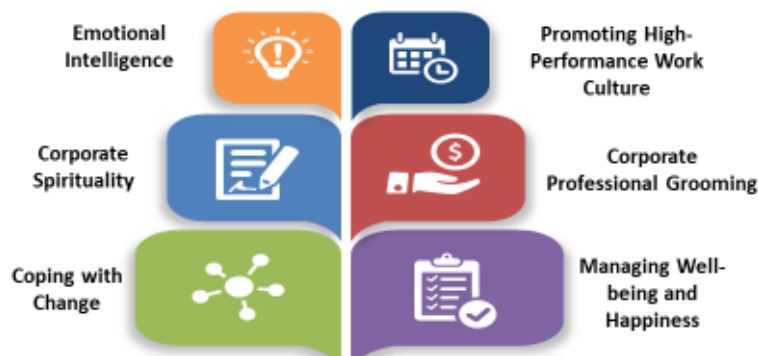 Emotional
Intelligence
Promoting High-
Performance Work
Culture
Corporate
Spirituality
$
Corporate
Professional Grooming
Coping with
Change
Managing Well-
being and
Happiness